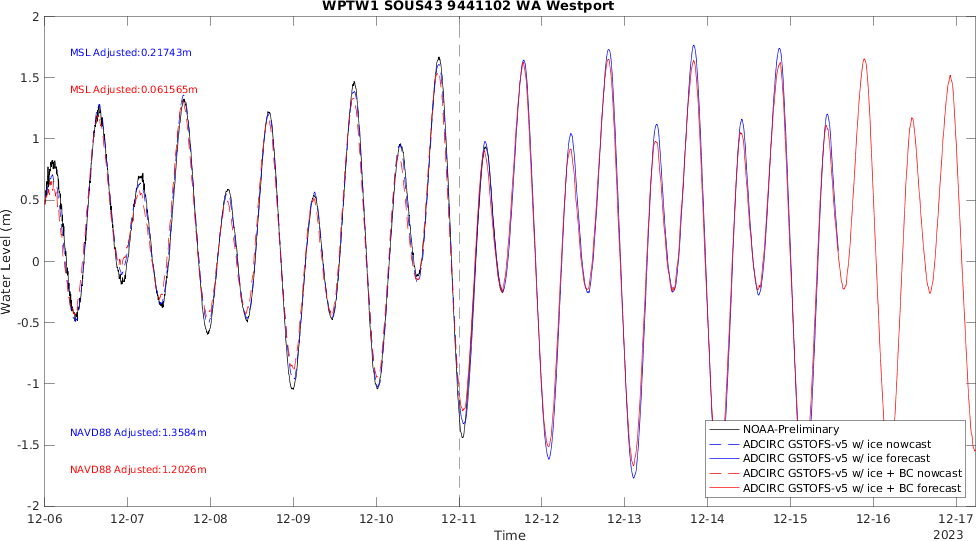 WPTW1 SOUS43 9441102 WA Westport
2
1.5
1
0.5
0
-0.5
-1
-1.5
-2
Water Level (m)
MSL Adjusted:0.21743m
MSL Adjusted:0.061565m
NAVD88 Adjusted:1.3584m
NAVD88 Adjusted:1.2026m
NOAA-Preliminary
ADCIRC GSTOFS-v5 w/ ice nowcast
ADCIRC GSTOFS-v5 w/ ice forecast
ADCIRC GSTOFS-v5 w/ ice + BC nowcast
ADCIRC GSTOFS-v5 w/ ice + BC forecast
12-06 12-07 12-08 12-09 12-10 12-11 12-12 12-13 12-14 12-15 12-16 12-17
Time
2023